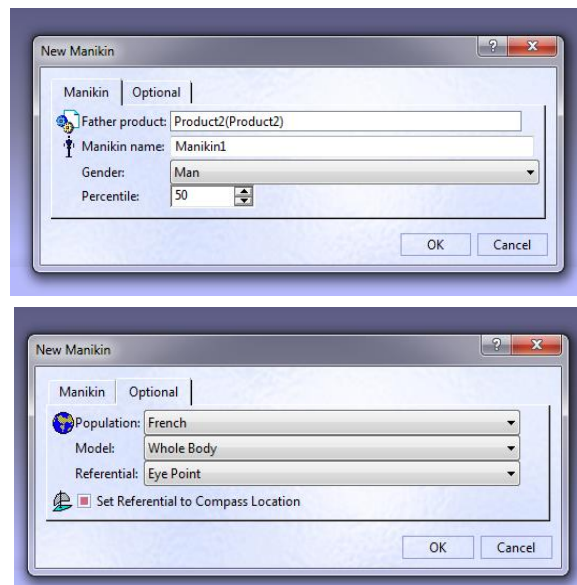 New Manikin
Manikin Optional
Father product: Product2(Product2)
Manikin name: Manikin1
Gender: Man
Percentile: 50
OK Cancel
New Manikin
Manikin Optional
Population: French
Model: Whole Body
Referential: Eye Point
Set Referential to Compass Location
OK Cancel